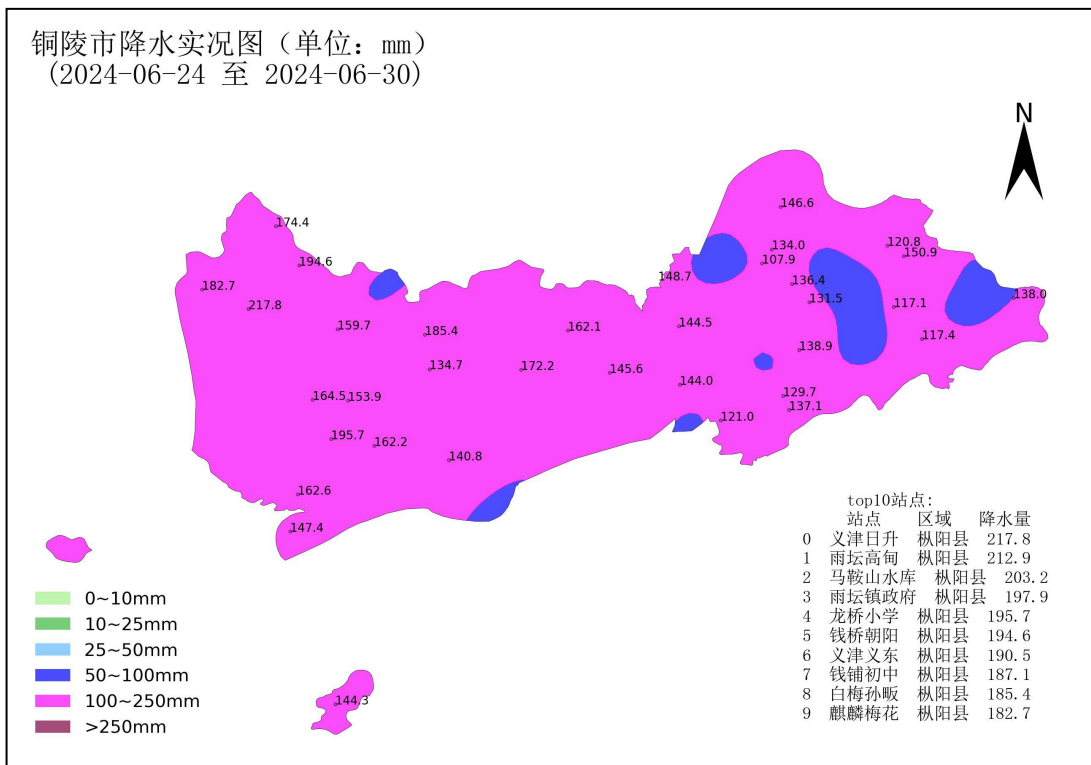 铜陵市降水实况图（单位：mm）
(2024-06-24 至 2024-06-30)
N
146.6
174.4
134.0
120.8
150.9
194.6
107.9
148.7
136.4
182.7
138.0
131.5
217.8
117.1
159.7
144.5
162.1
185.4
117.4
138.9
134.7
172.2
145.6
144.0
129.7
164.5
153.9
137.1
121.0
195.7
162.2
140.8
162.6
147.4
144.3
top10站点:
站点 区域 降水量
0 义津日升 枞阳县 217.8
1 雨坛高甸 枞阳县 212.9
2 马鞍山水库 枞阳县 203.2
3 雨坛镇政府 枞阳县 197.9
4 龙桥小学 枞阳县 195.7
5 钱桥朝阳 枞阳县 194.6
6 义津义东 枞阳县 190.5
7 钱铺初中 枞阳县 187.1
8 白梅孙畈 枞阳县 185.4
9 麒麟梅花 枞阳县 182.7
0~10mm
10~25mm
25~50mm
50~100mm
100~250mm
>250mm